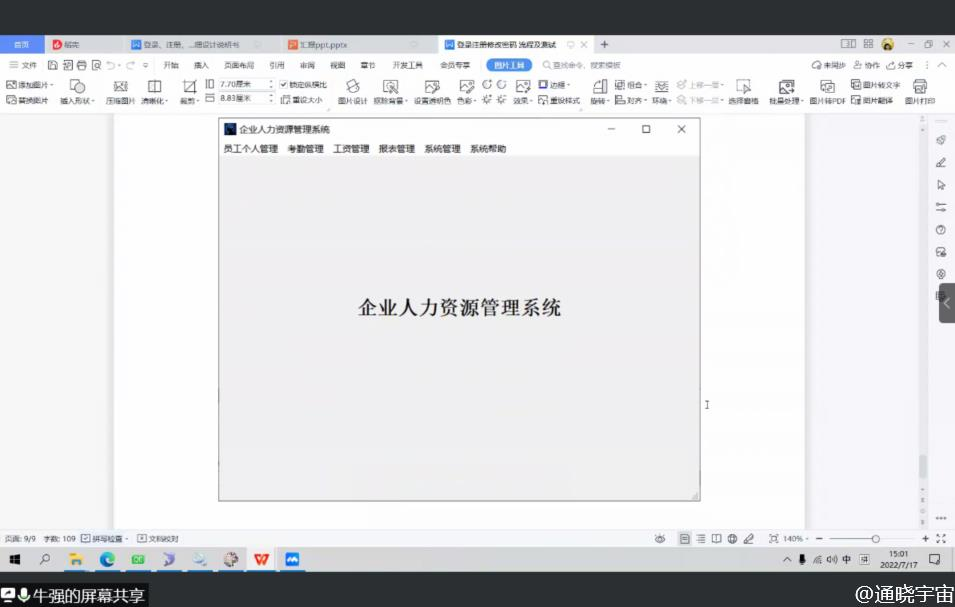 首页 稻壳 登录、注册、...细设计说明书 汇报ppt.pptx 登录注册修改密码 流程及测试
文件 开始 插入 页面布局 引用 审阅 视图 章节 开发工具 会员专享 图片工具 查找命令、搜索模板 未同步 协作 分享
添加图片 插入形状 压缩图片 清晰化 裁剪 7.70厘米 锁定纵横比 图片设计 抠除背景 设置透明色 色彩 效果 边框 旋转 组合 环绕 上移一层 选择窗格 批量处理 图片转PDF 图片转文字 图片打印
替换图片 8.83厘米 重设大小 重设样式 对齐 下移一层 图片翻译
企业人力资源管理系统
员工个人管理 考勤管理 工资管理 报表管理 系统管理 系统帮助
企业人力资源管理系统
页面: 9/9 字数: 109 拼写检查 文档校对 140%
中 拼 15:01
2022/7/17
牛强的屏幕共享
@通晓宇宙